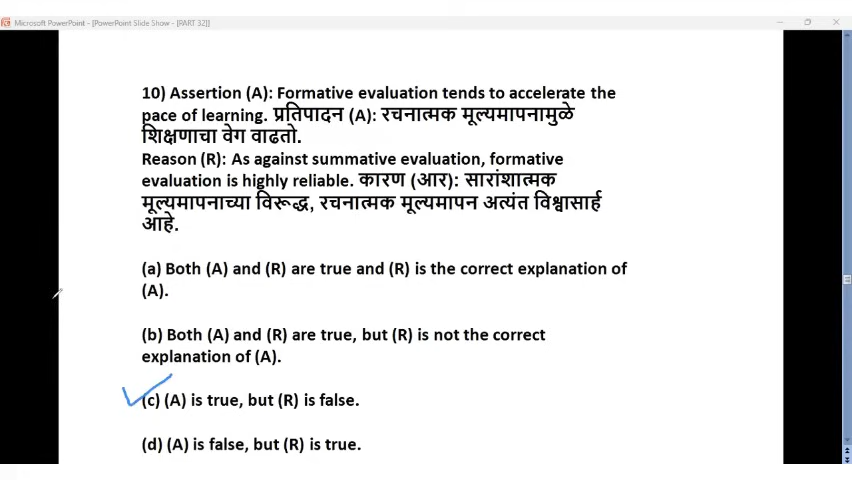 Microsoft PowerPoint - [PowerPoint Slide Show - [PART 32]]
10) Assertion (A): Formative evaluation tends to accelerate the
pace of learning. प्रतिपादन (A): रचनात्मक मूल्यमापनामुळे
शिक्षणाचा वेग वाढतो.
Reason (R): As against summative evaluation, formative
evaluation is highly reliable. कारण (आर): सारांशात्मक
मूल्यमापनाच्या विरूद्ध, रचनात्मक मूल्यमापन अत्यंत विश्वासार्ह
आहे.
(a) Both (A) and (R) are true and (R) is the correct explanation of
(A).
(b) Both (A) and (R) are true, but (R) is not the correct
explanation of (A).
(c) (A) is true, but (R) is false.
(d) (A) is false, but (R) is true.